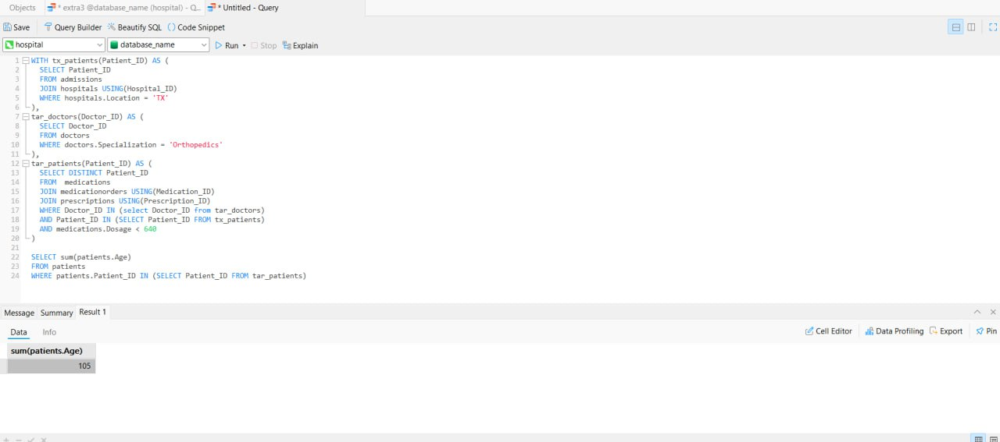 Objects * extra3 @database_name (hospital) - Q... * Untitled - Query
Save Query Builder Beautify SQL () Code Snippet
hospital database_name Run Stop Explain
1 WITH tx_patients(Patient_ID) AS (
2 SELECT Patient_ID
3 FROM admissions
4 JOIN hospitals USING(Hospital_ID)
5 WHERE hospitals.Location = 'TX'
6 ),
7 tar_doctors(Doctor_ID) AS (
8 SELECT Doctor_ID
9 FROM doctors
10 WHERE doctors.Specialization = 'Orthopedics'
11 ),
12 tar_patients(Patient_ID) AS (
13 SELECT DISTINCT Patient_ID
14 FROM  medications
15 JOIN medicationorders USING(Medication_ID)
16 JOIN prescriptions USING(Prescription_ID)
17 WHERE Doctor_ID IN (select Doctor_ID from tar_doctors)
18 AND Patient_ID IN (SELECT Patient_ID FROM tx_patients)
19 AND medications.Dosage < 640
20 )
21
22 SELECT sum(patients.Age)
23 FROM patients
24 WHERE patients.Patient_ID IN (SELECT Patient_ID FROM tar_patients)
Message Summary Result 1
Data Info Cell Editor Data Profiling Export Pin
sum(patients.Age)
105